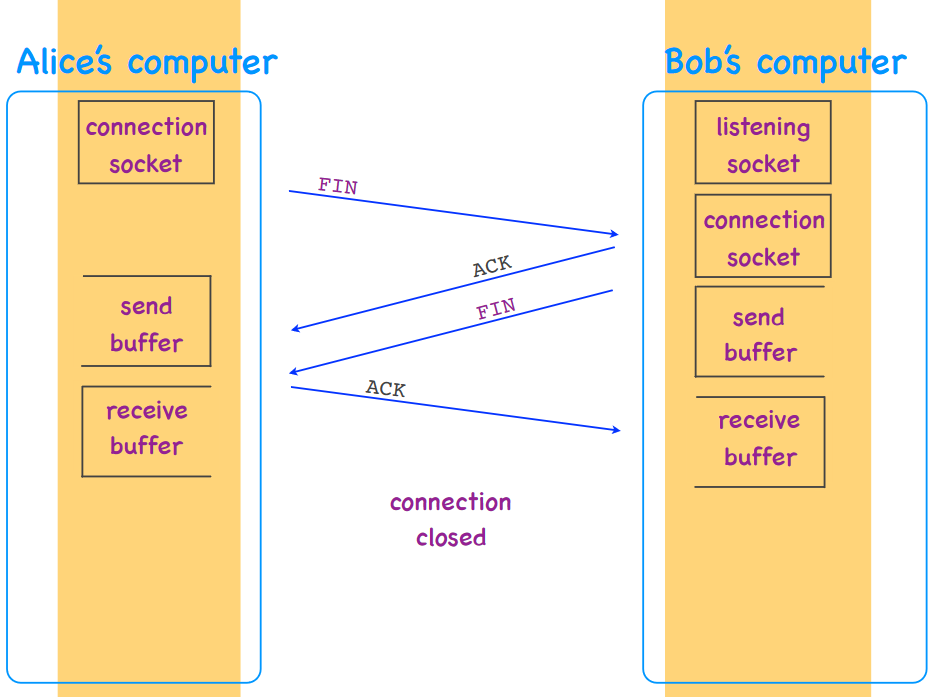 Alice's computer
connection
socket
send
buffer
receive
buffer
FIN
ACK
FIN
ACK
connection
closed
Bob's computer
listening
socket
connection
socket
send
buffer
receive
buffer